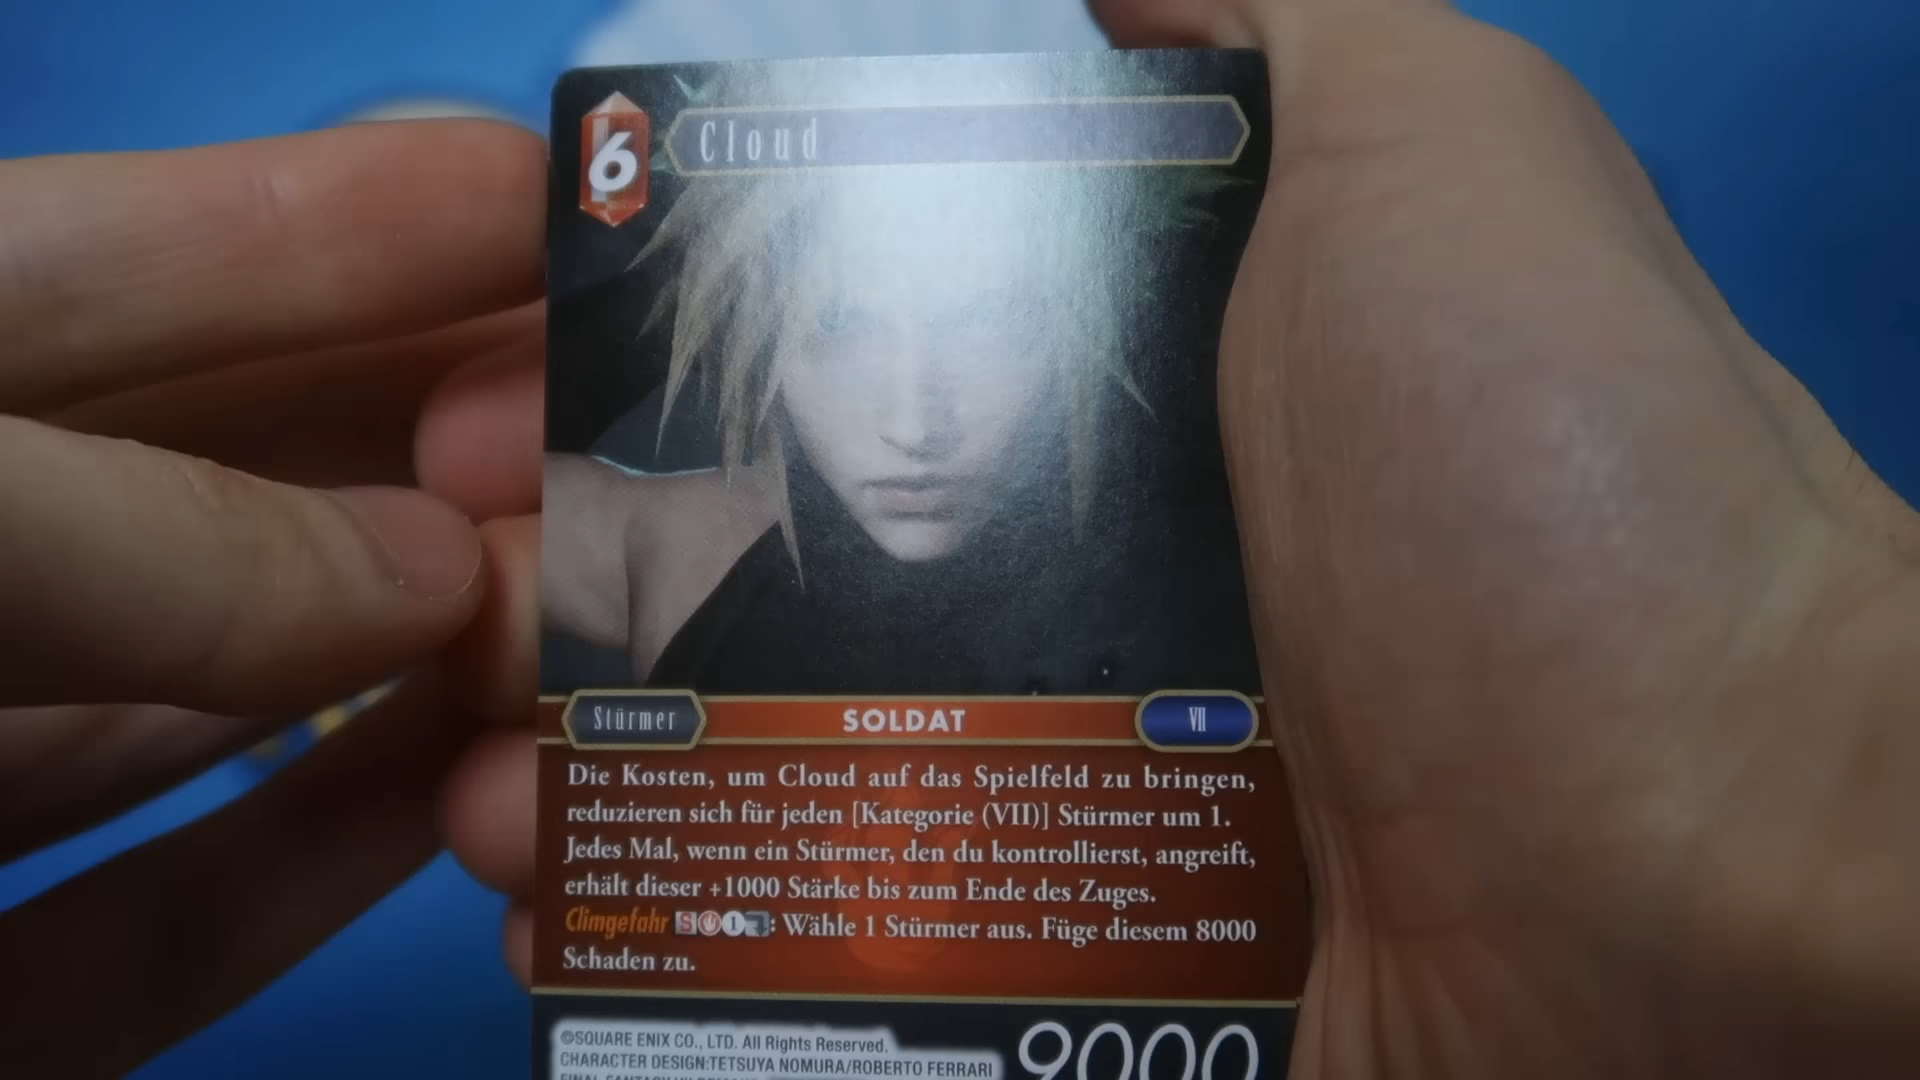 6
Cloud
Stürmer
SOLDAT
VII
Die Kosten, um Cloud auf das Spielfeld zu bringen,
reduzieren sich für jeden [Kategorie (VII)] Stürmer um 1.
Jedes Mal, wenn ein Stürmer, den du kontrollierst, angreift,
erhält dieser +1000 Stärke bis zum Ende des Zuges.
Climgefahr S 1 : Wähle 1 Stürmer aus. Füge diesem 8000
Schaden zu.
©SQUARE ENIX CO., LTD. All Rights Reserved.
CHARACTER DESIGN:TETSUYA NOMURA/ROBERTO FERRARI
9000